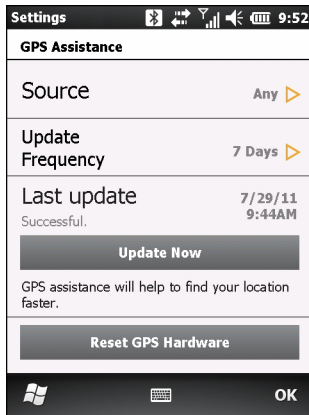 Settings 9:52
GPS Assistance
Source Any
Update
Frequency 7 Days
Last update 7/29/11
Successful. 9:44AM
Update Now
GPS assistance will help to find your location
faster.
Reset GPS Hardware
OK